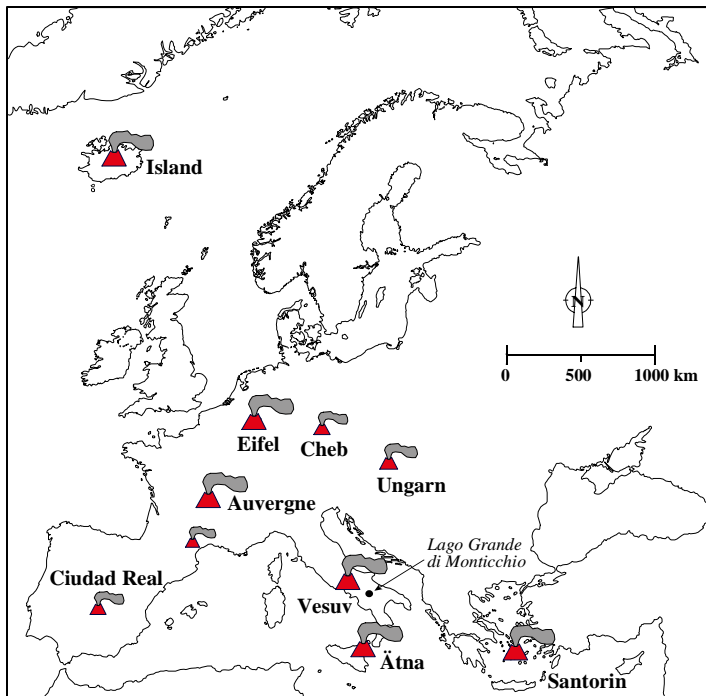 Island
N
0 500 1000 km
Eifel
Cheb
Ungarn
Auvergne
Lago Grande
di Monticchio
Ciudad Real
Vesuv
Ätna
Santorin